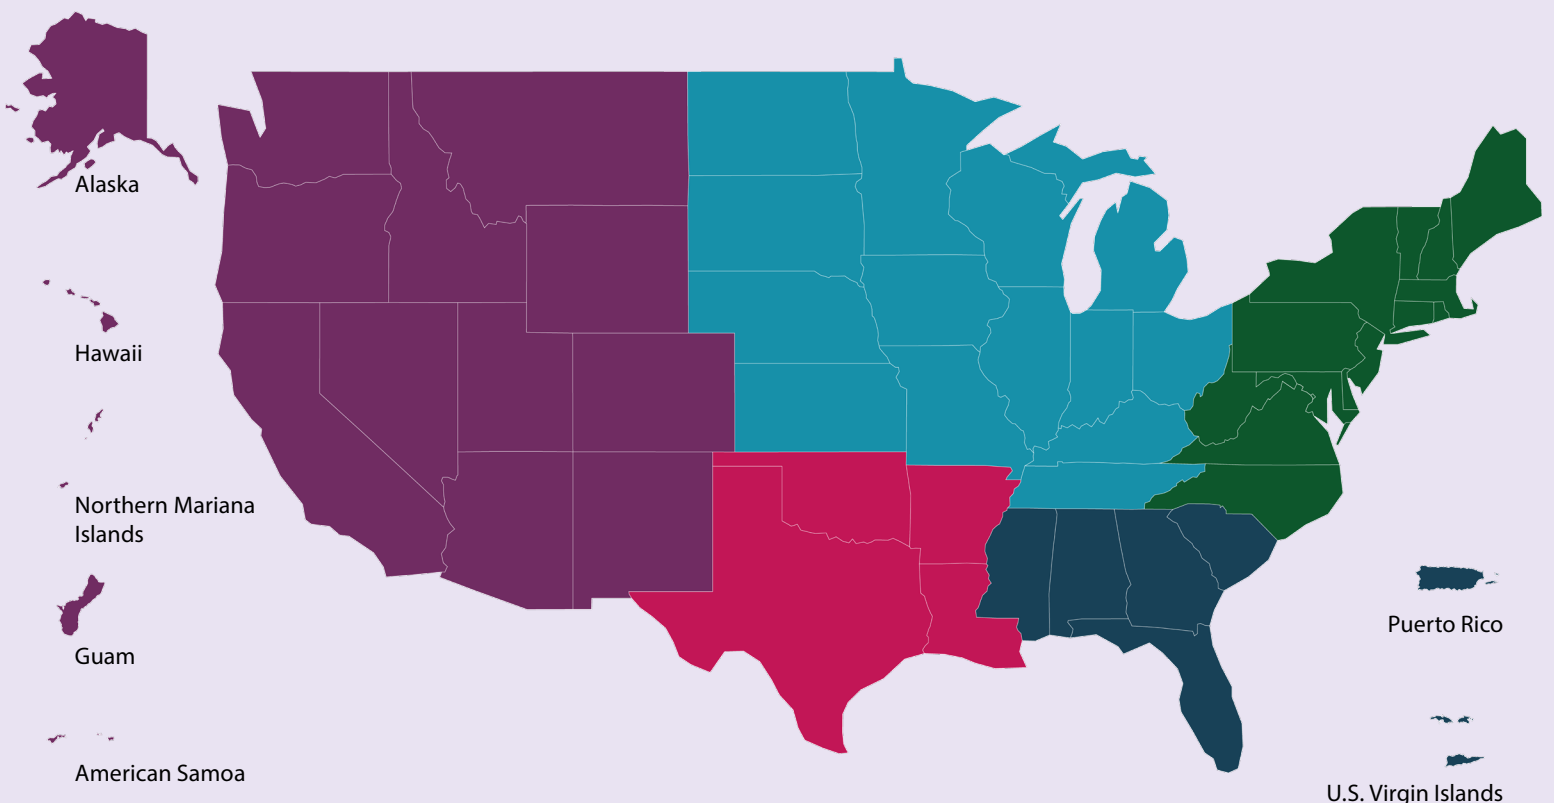 Alaska
Hawaii
Northern Mariana
Islands
Guam
American Samoa
Puerto Rico
U.S. Virgin Islands